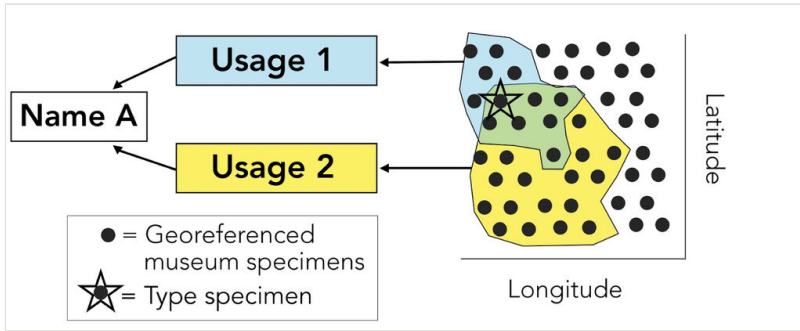 Usage 1
Name A
Usage 2
= Georeferenced
museum specimens
= Type specimen
Latitude
Longitude